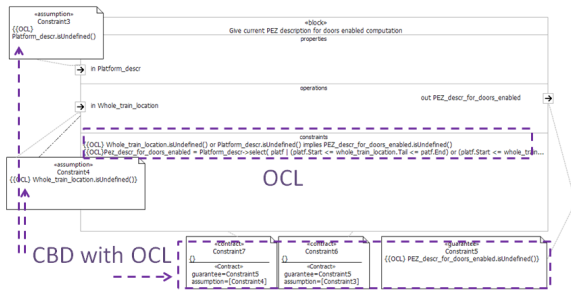 «assumption»
Constraint3
{{OCL}
Platform_descr.isUndefined()}
«block»
Give current PEZ description for doors enabled computation
properties
in Platform_descr
operations
in Whole_train_location
out PEZ_descr_for_doors_enabled
constraints
{{OCL} Whole_train_location.isUndefined() or Platform_descr.isUndefined() implies PEZ_descr_for_doors_enabled.isUndefined()}
{{OCL}Pez_descr_for_doors_enabled = Platform_descr->select( platf | (platf.Start <= whole_train_location.Tail <= platf.End) or (platf.Start <= whole_train...
«assumption»
Constraint4
{{OCL} Whole_train_location.isUndefined()}
OCL
CBD with OCL
«contract»
Constraint7
{}
«Contract»
guarantee=Constraint5
assumption=[Constraint4]
«contract»
Constraint6
{}
«Contract»
guarantee=Constraint5
assumption=[Constraint3]
«guarantee»
Constraint5
{{OCL} PEZ_descr_for_doors_enabled.isUndefined()}